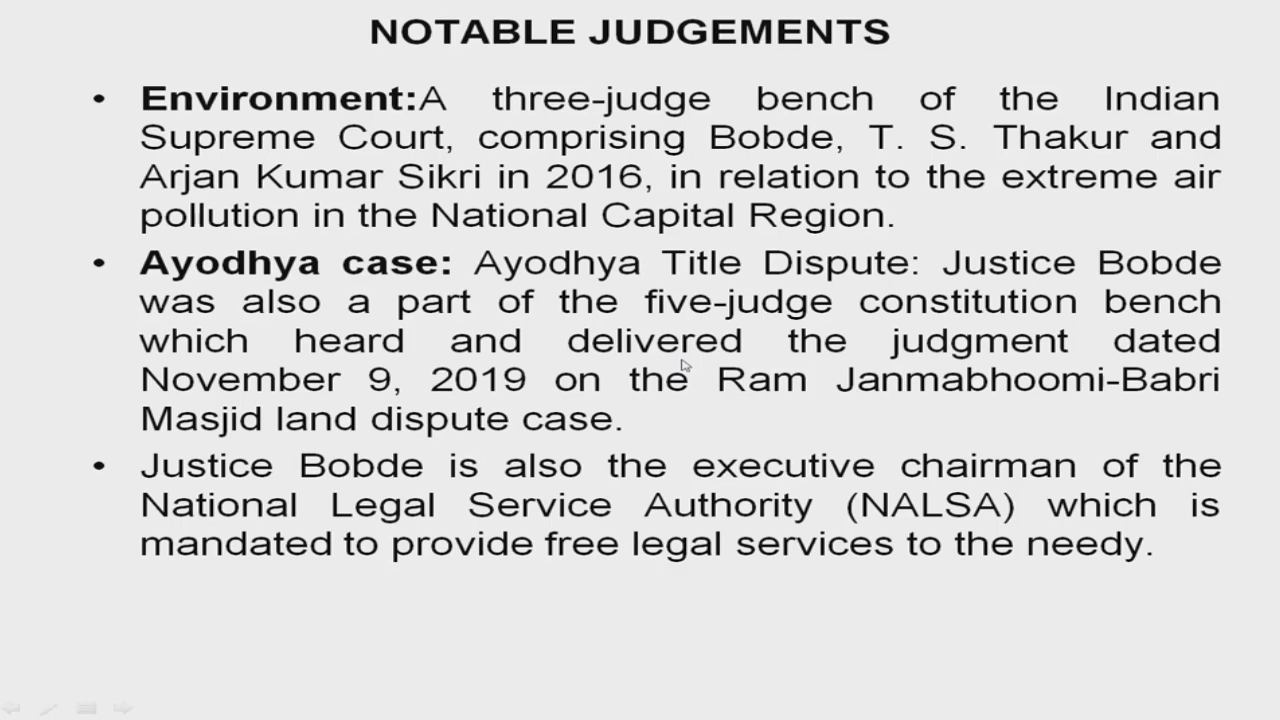 NOTABLE JUDGEMENTS
• Environment:A three-judge bench of the Indian
Supreme Court, comprising Bobde, T. S. Thakur and
Arjan Kumar Sikri in 2016, in relation to the extreme air
pollution in the National Capital Region.
• Ayodhya case: Ayodhya Title Dispute: Justice Bobde
was also a part of the five-judge constitution bench
which heard and delivered the judgment dated
November 9, 2019 on the Ram Janmabhoomi-Babri
Masjid land dispute case.
• Justice Bobde is also the executive chairman of the
National Legal Service Authority (NALSA) which is
mandated to provide free legal services to the needy.